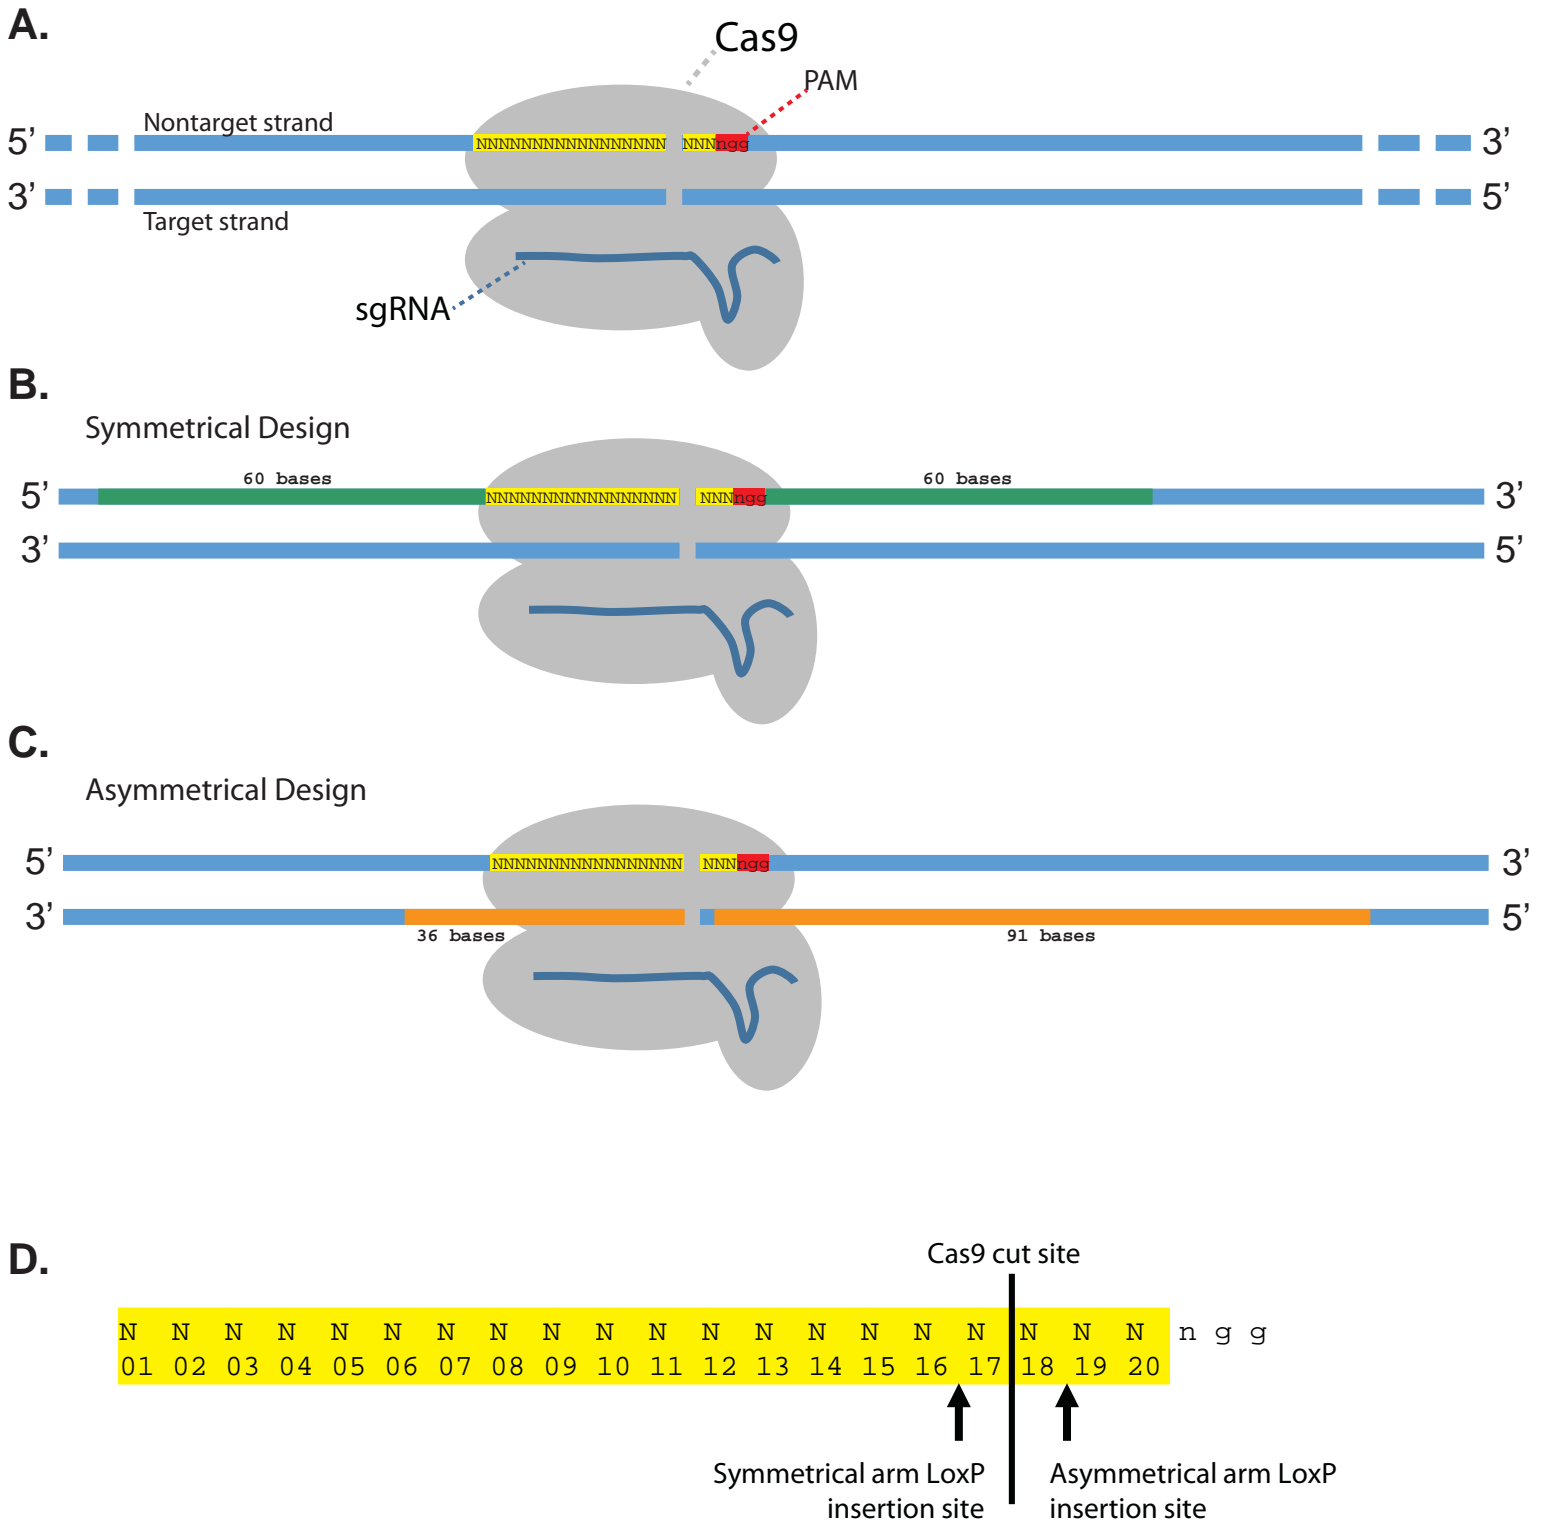 A.
Cas9
PAM
Nontarget strand
5’ NNNNNNNNNNNNNNNNN NNNngg 3’
3’ 5’
Target strand
sgRNA
B.
Symmetrical Design
60 bases 60 bases
5’ NNNNNNNNNNNNNNNNN NNNngg 3’
3’ 5’
C.
Asymmetrical Design
5’ NNNNNNNNNNNNNNNNN NNNngg 3’
3’ 5’
36 bases 91 bases
D.
Cas9 cut site
N N N N N N N N N N N N N N N N N N N N n g g
01 02 03 04 05 06 07 08 09 10 11 12 13 14 15 16 17 18 19 20
Symmetrical arm LoxP
insertion site
Asymmetrical arm LoxP
insertion site